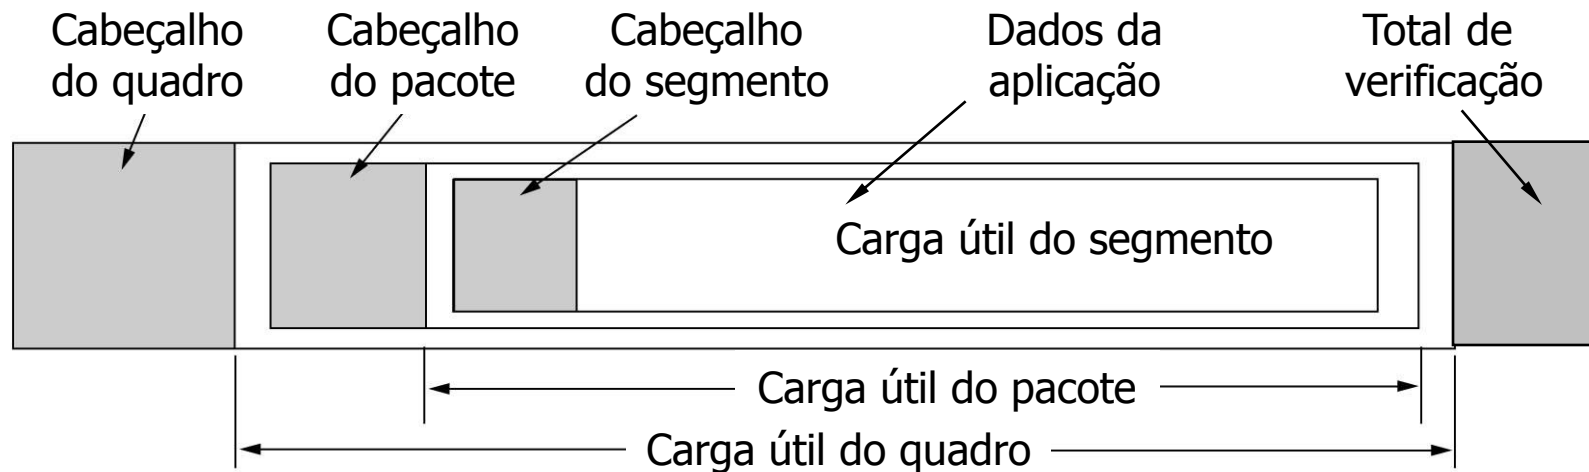 Cabeçalho
do quadro
Cabeçalho
do pacote
Cabeçalho
do segmento
Dados da
aplicação
Total de
verificação
Carga útil do segmento
Carga útil do pacote
Carga útil do quadro